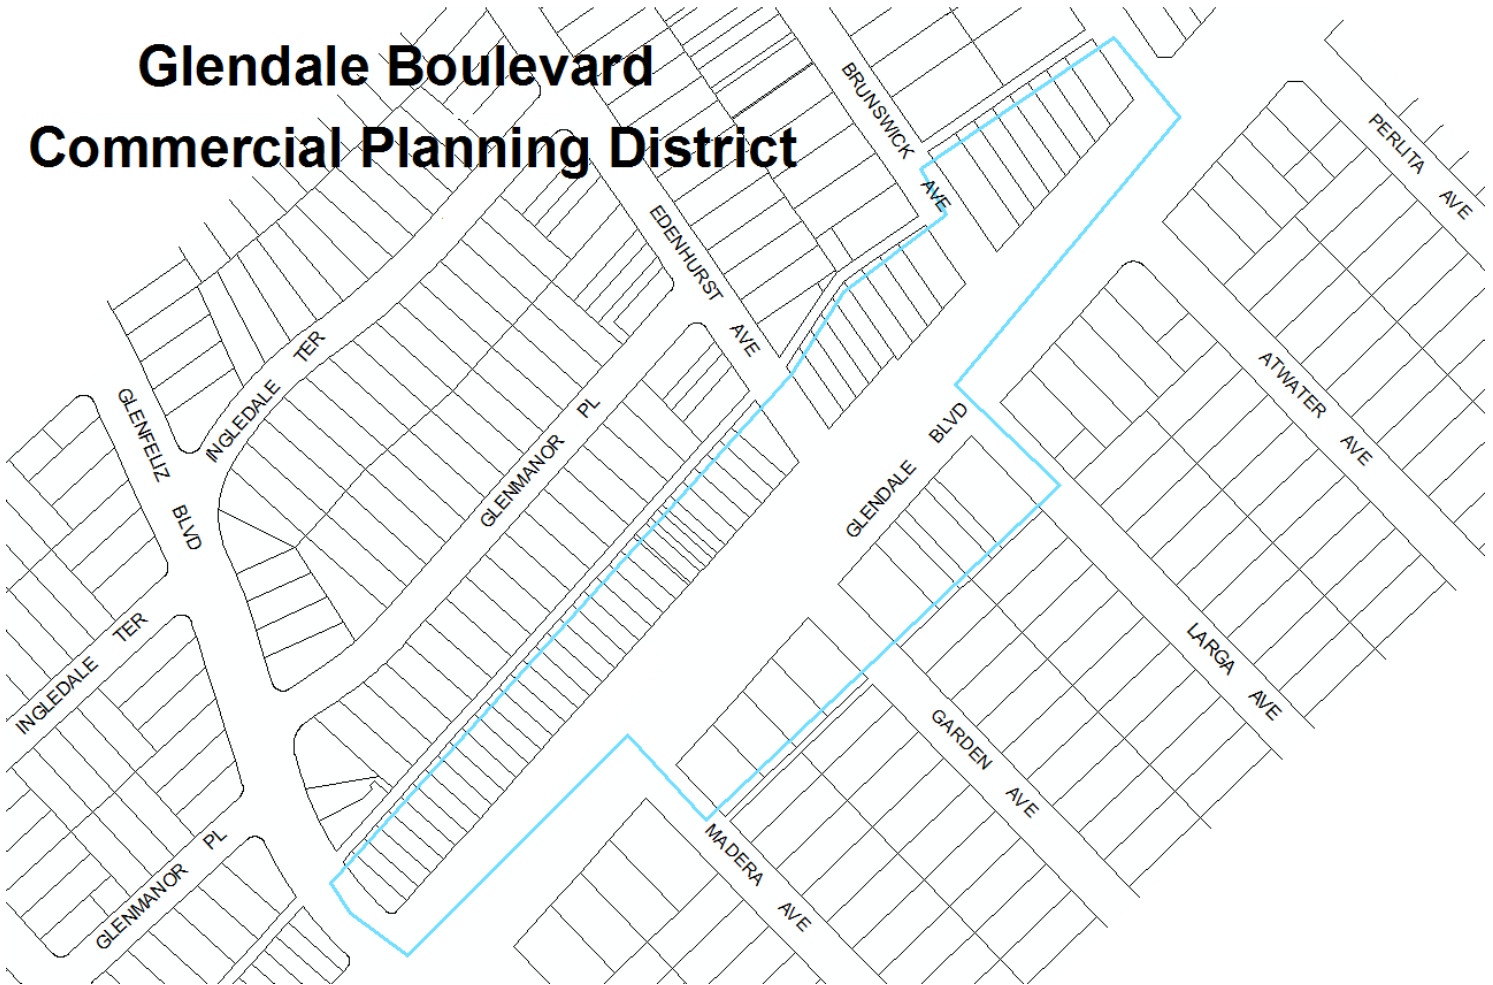 Glendale Boulevard
Commercial Planning District
BRUNSWICK AVE
PERLITA AVE
EDENHURST AVE
INGLEDALE TER
GLENFELIZ BLVD
GLENMANOR PL
GLENDALE BLVD
ATWATER AVE
INGLEDALE TER
LARGA AVE
GARDEN AVE
GLENMANOR PL
MADERA AVE